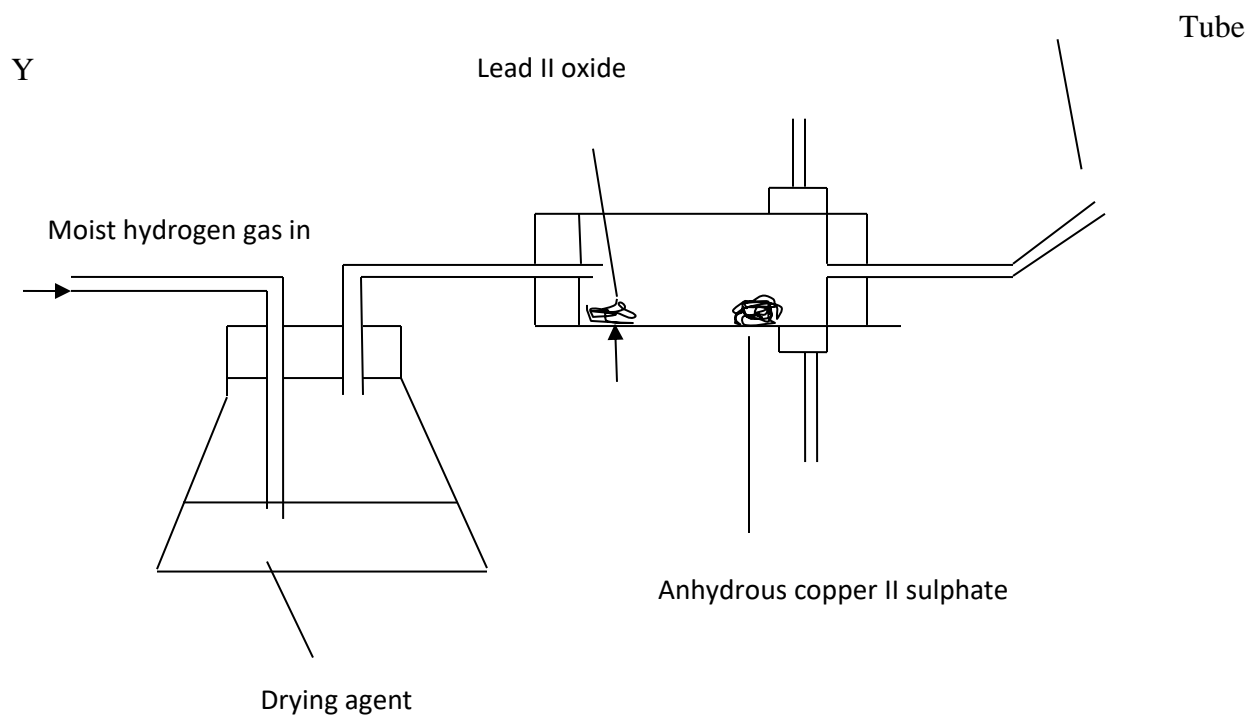 Tube
Y
Lead II oxide
Moist hydrogen gas in
Anhydrous copper II sulphate
Drying agent